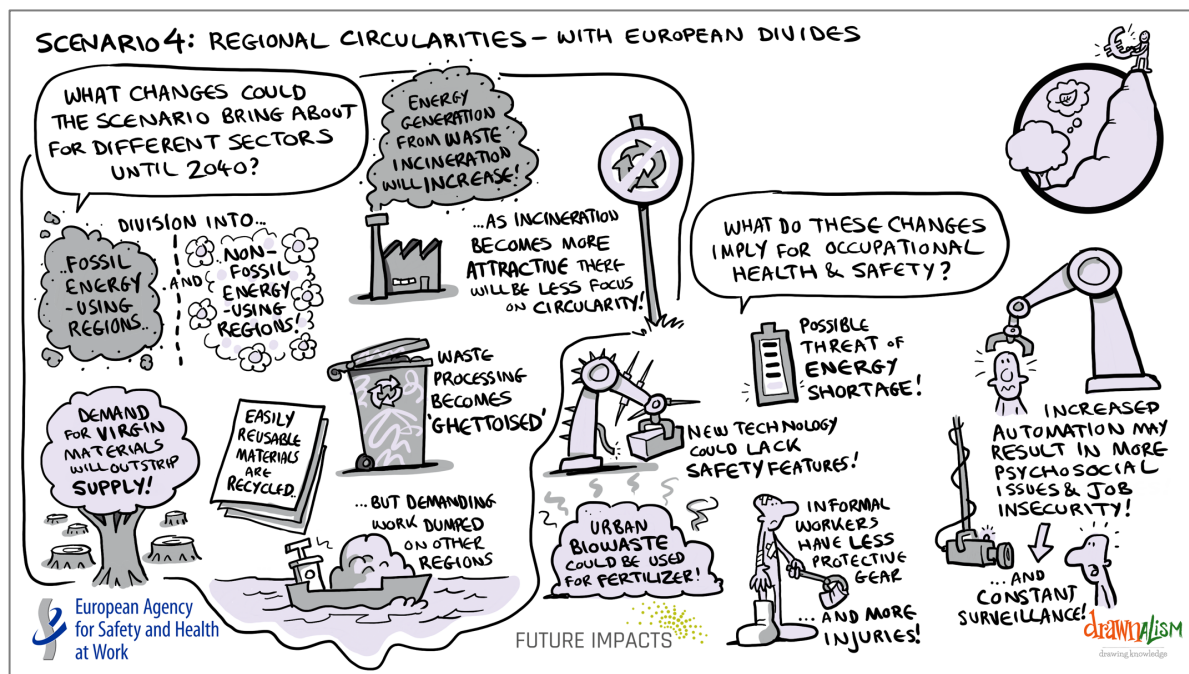 SCENARIO 4: REGIONAL CIRCULARITIES – WITH EUROPEAN DIVIDES
WHAT CHANGES COULD
THE SCENARIO BRING ABOUT
FOR DIFFERENT SECTORS
UNTIL 2040?
ENERGY
GENERATION
FROM WASTE
INCINERATION
WILL INCREASE!
...AS INCINERATION
BECOMES MORE
ATTRACTIVE THERE
WILL BE LESS FOCUS
ON CIRCULARITY!
DIVISION INTO...
..FOSSIL
ENERGY
-USING
REGIONS..
AND
NON-
FOSSIL
ENERGY
-USING
REGIONS!
WASTE
PROCESSING
BECOMES
'GHETTOISED'
DEMAND
FOR VIRGIN
MATERIALS
WILL OUTSTRIP
SUPPLY!
EASILY
REUSABLE
MATERIALS
ARE
RECYCLED..
...BUT DEMANDING
WORK DUMPED
ON OTHER
REGIONS
€
WHAT DO THESE CHANGES
IMPLY FOR OCCUPATIONAL
HEALTH & SAFETY?
POSSIBLE
THREAT OF
ENERGY
SHORTAGE!
NEW TECHNOLOGY
COULD LACK
SAFETY FEATURES!
URBAN
BIOWASTE
COULD BE USED
FOR FERTILIZER!
INFORMAL
WORKERS
HAVE LESS
PROTECTIVE
GEAR
...AND MORE
INJURIES!
INCREASED
AUTOMATION MAY
RESULT IN MORE
PSYCHOSOCIAL
ISSUES & JOB
INSECURITY!
...AND
CONSTANT
SURVEILLANCE!
European Agency
for Safety and Health
at Work
FUTURE IMPACTS
drawnalism
drawing.knowledge